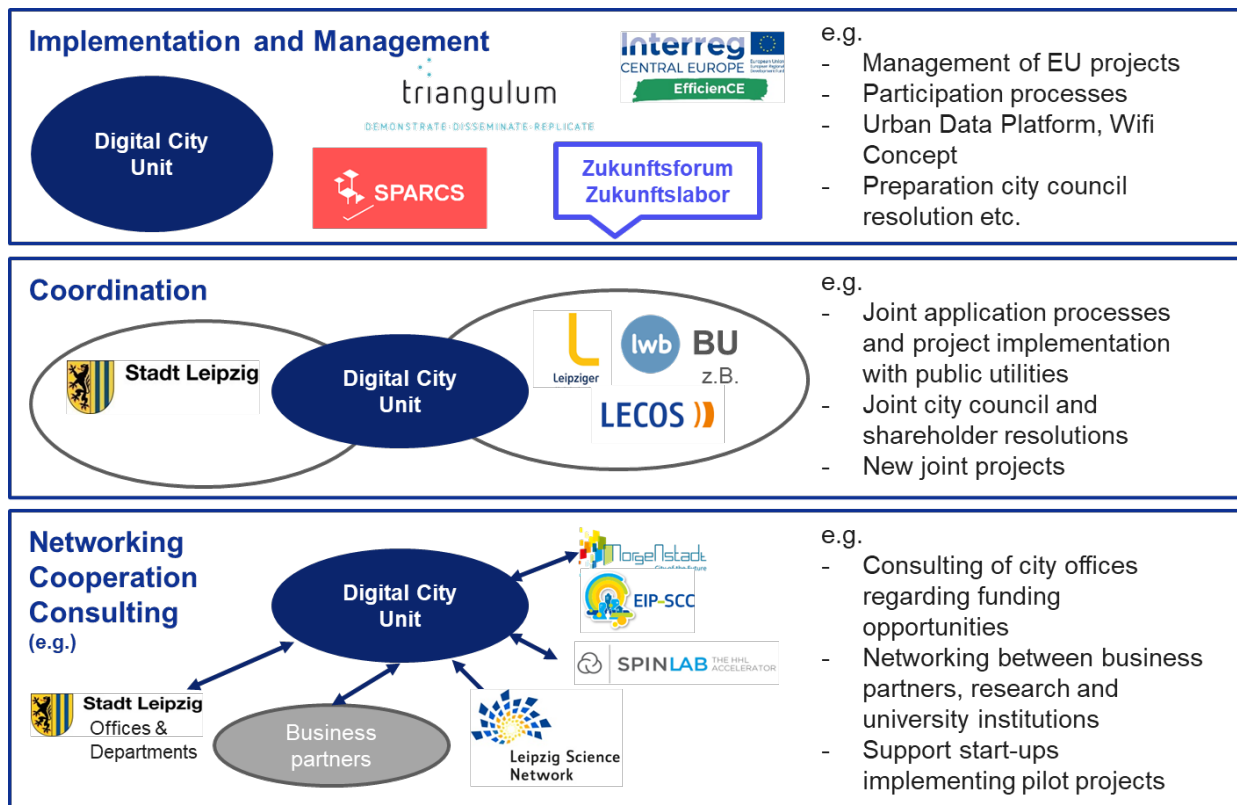 Implementation and Management
Digital City
Unit
triangulum
DEMONSTRATE·DISSEMINATE·REPLICATE
Interreg
CENTRAL EUROPE
EfficienCE
SPARCS
Zukunftsforum
Zukunftslabor
e.g.
- Management of EU projects
- Participation processes
- Urban Data Platform, Wifi
Concept
- Preparation city council
resolution etc.
Coordination
Stadt Leipzig
Digital City
Unit
L
Leipziger
lwb
BU
z.B.
LECOS
e.g.
- Joint application processes
and project implementation
with public utilities
- Joint city council and
shareholder resolutions
- New joint projects
Networking
Cooperation
Consulting
(e.g.)
Digital City
Unit
MorgenStadt
EIP-SCC
SPINLAB THE HHL
ACCELERATOR
Stadt Leipzig
Offices &
Departments
Business
partners
Leipzig Science
Network
e.g.
- Consulting of city offices
regarding funding
opportunities
- Networking between business
partners, research and
university institutions
- Support start-ups
implementing pilot projects